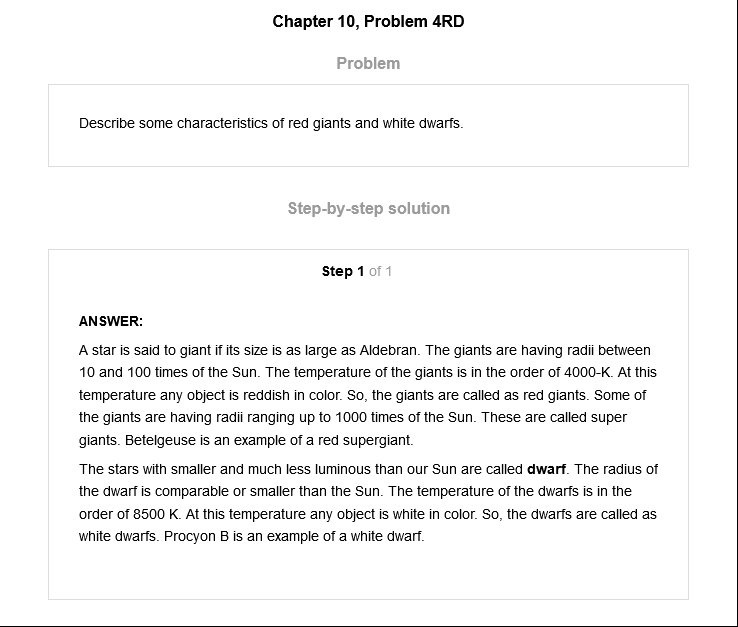 Chapter 10, Problem 4RD
Problem
Describe some characteristics of red giants and white dwarfs.
Step-by-step solution
Step 1 of 1
ANSWER:
A star is said to giant if its size is as large as Aldebran. The giants are having radii between
10 and 100 times of the Sun. The temperature of the giants is in the order of 4000-K. At this
temperature any object is reddish in color. So, the giants are called as red giants. Some of
the giants are having radii ranging up to 1000 times of the Sun. These are called super
giants. Betelgeuse is an example of a red supergiant.
The stars with smaller and much less luminous than our Sun are called dwarf. The radius of
the dwarf is comparable or smaller than the Sun. The temperature of the dwarfs is in the
order of 8500 K. At this temperature any object is white in color. So, the dwarfs are called as
white dwarfs. Procyon B is an example of a white dwarf.